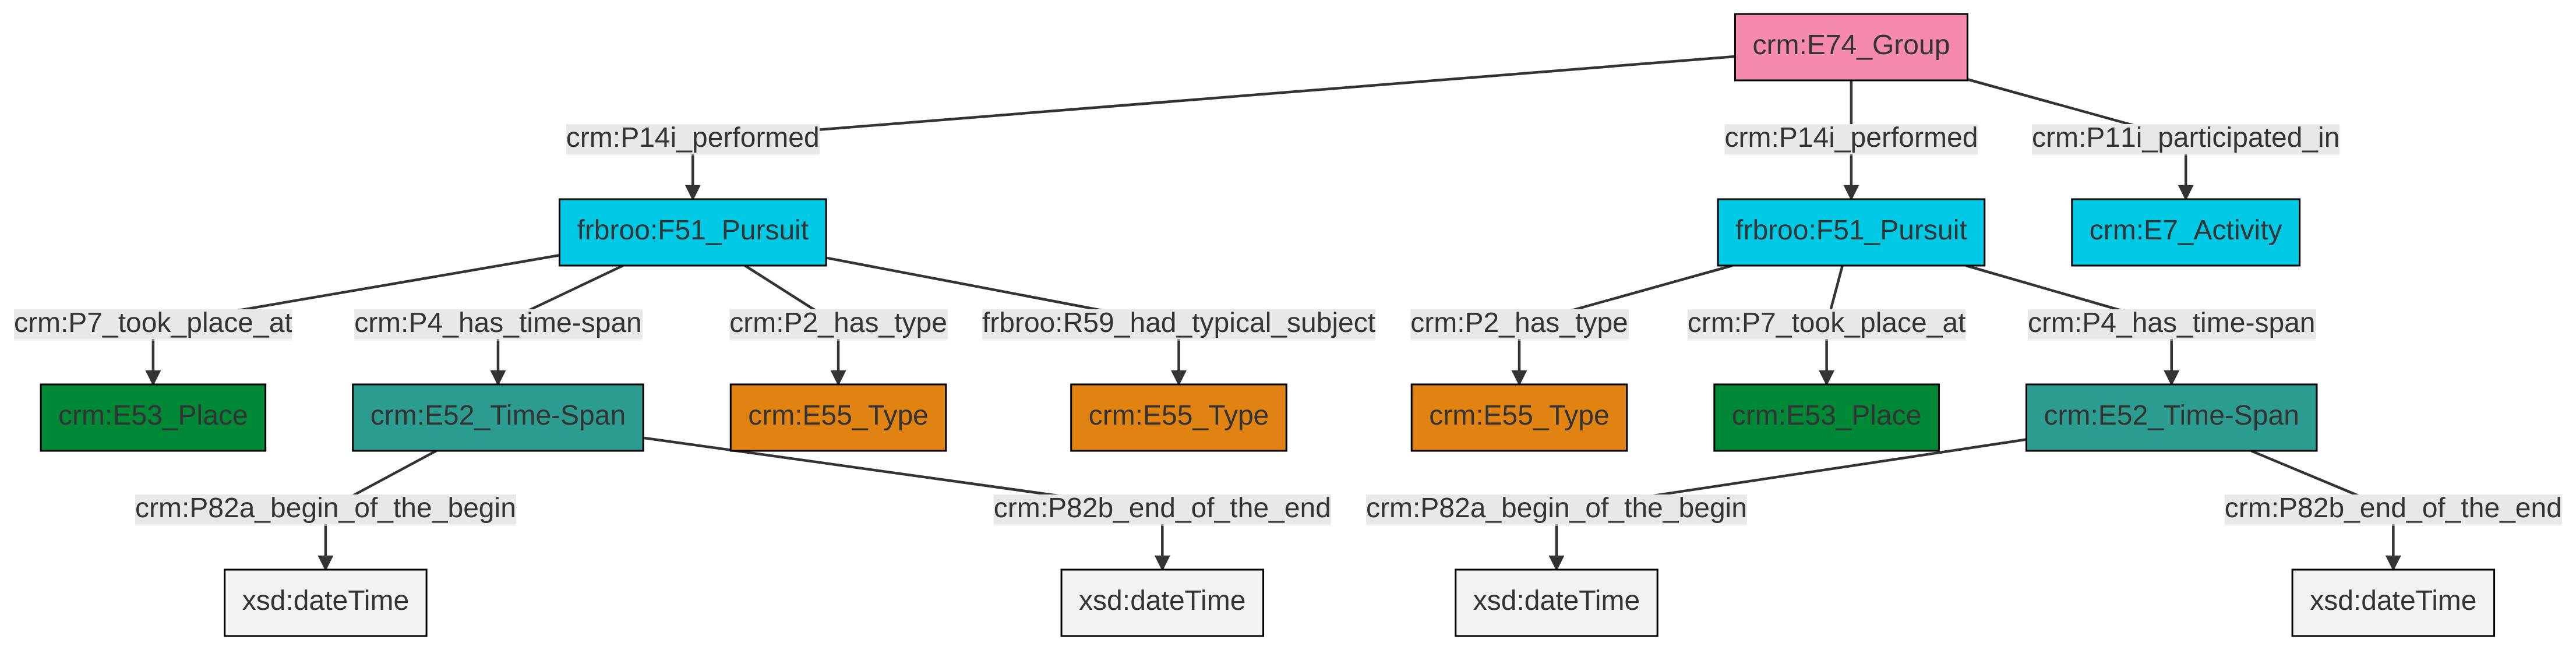 crm:E74_Group
crm:P14i_performed
crm:P14i_performed
crm:P11i_participated_in
frbroo:F51_Pursuit
frbroo:F51_Pursuit
crm:E7_Activity
crm:P7_took_place_at
crm:P4_has_time-span
crm:P2_has_type
frbroo:R59_had_typical_subject
crm:P2_has_type
crm:P7_took_place_at
crm:P4_has_time-span
crm:E53_Place
crm:E52_Time-Span
crm:E55_Type
crm:E55_Type
crm:E55_Type
crm:E53_Place
crm:E52_Time-Span
crm:P82a_begin_of_the_begin
crm:P82b_end_of_the_end
crm:P82a_begin_of_the_begin
crm:P82b_end_of_the_end
xsd:dateTime
xsd:dateTime
xsd:dateTime
xsd:dateTime